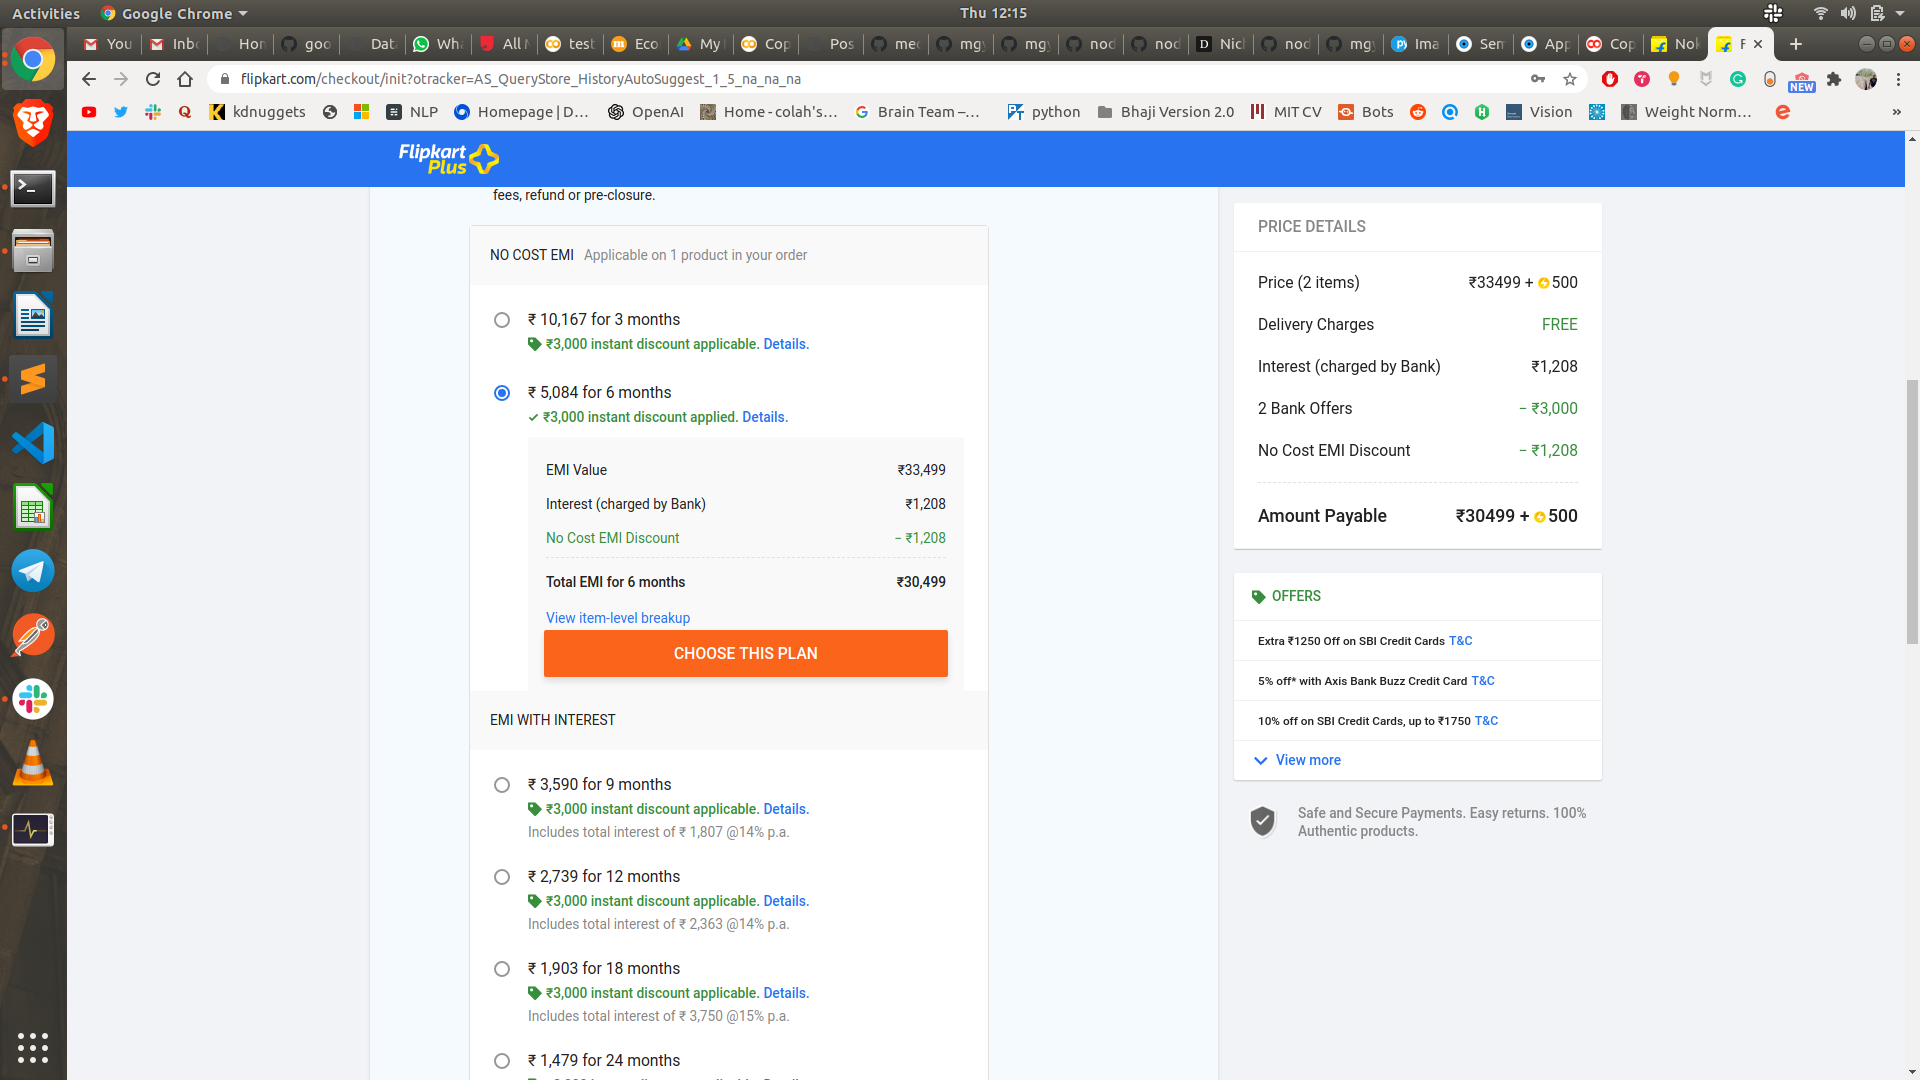 Activities Google Chrome Thu 12:15
You Inb Hor goo Dat Wha All test Eco My Cop Pos mec mgy mgy nod nod Nich nod mgy Ima Sem App Cop Nok F
flipkart.com/checkout/init?otracker=AS_QueryStore_HistoryAutoSuggest_1_5_na_na_na NEW
kdnuggets NLP Homepage | D... OpenAI Home - colah's... Brain Team –... python Bhaji Version 2.0 MIT CV Bots Vision Weight Norm... »
Flipkart
Plus
fees, refund or pre-closure.
NO COST EMI Applicable on 1 product in your order
₹ 10,167 for 3 months
₹3,000 instant discount applicable. Details.
₹ 5,084 for 6 months
₹3,000 instant discount applied. Details.
EMI Value ₹33,499
Interest (charged by Bank) ₹1,208
No Cost EMI Discount − ₹1,208
Total EMI for 6 months ₹30,499
View item-level breakup
CHOOSE THIS PLAN
EMI WITH INTEREST
₹ 3,590 for 9 months
₹3,000 instant discount applicable. Details.
Includes total interest of ₹ 1,807 @14% p.a.
₹ 2,739 for 12 months
₹3,000 instant discount applicable. Details.
Includes total interest of ₹ 2,363 @14% p.a.
₹ 1,903 for 18 months
₹3,000 instant discount applicable. Details.
Includes total interest of ₹ 3,750 @15% p.a.
₹ 1,479 for 24 months
PRICE DETAILS
Price (2 items) ₹33499 + 500
Delivery Charges FREE
Interest (charged by Bank) ₹1,208
2 Bank Offers − ₹3,000
No Cost EMI Discount − ₹1,208
Amount Payable ₹30499 + 500
OFFERS
Extra ₹1250 Off on SBI Credit Cards T&C
5% off* with Axis Bank Buzz Credit Card T&C
10% off on SBI Credit Cards, up to ₹1750 T&C
View more
Safe and Secure Payments. Easy returns. 100%
Authentic products.